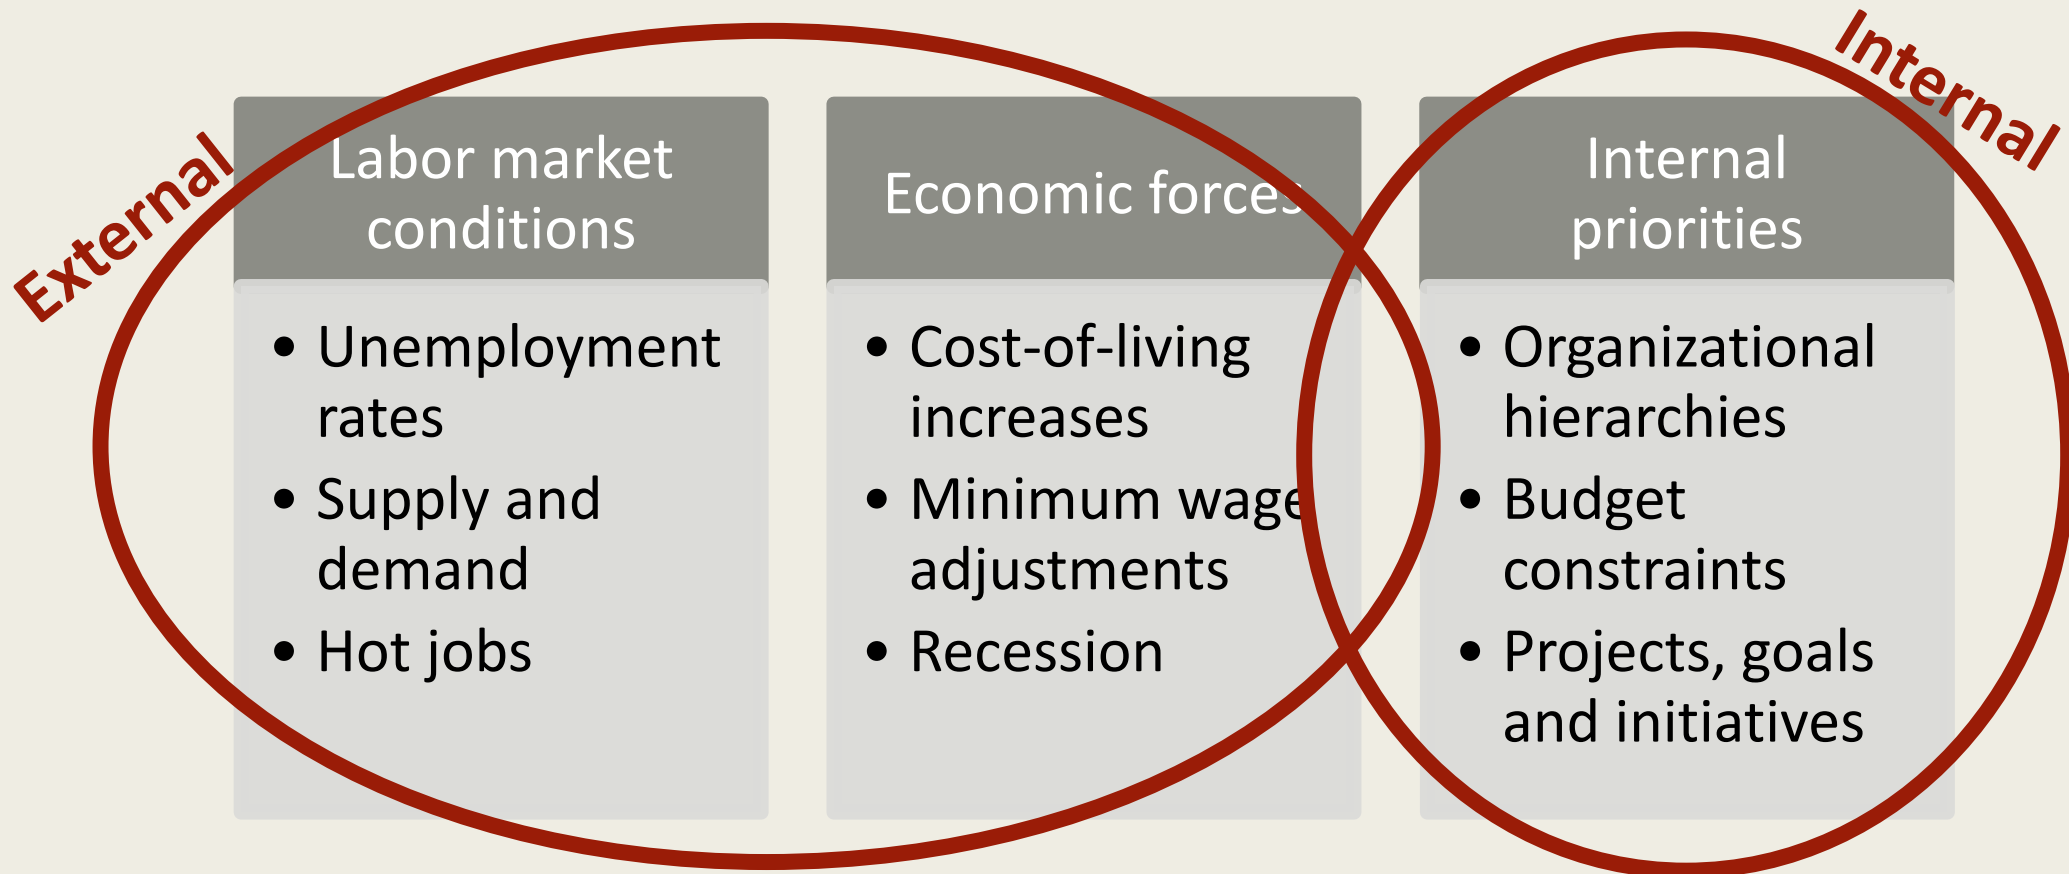 External
Internal
Labor market
conditions
• Unemployment
rates
• Supply and
demand
• Hot jobs
Economic forces
• Cost-of-living
increases
• Minimum wage
adjustments
• Recession
Internal
priorities
• Organizational
hierarchies
• Budget
constraints
• Projects, goals
and initiatives